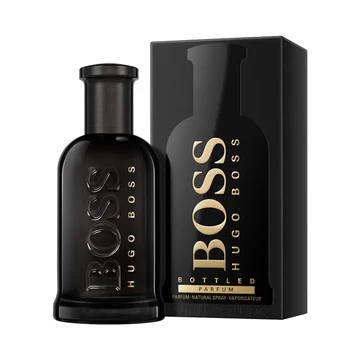 BOSS
HUGO BOSS
BOSS
HUGO BOSS
BOTTLED
PARFUM
PARFUM-NATURAL SPRAY-VAPORISATEUR